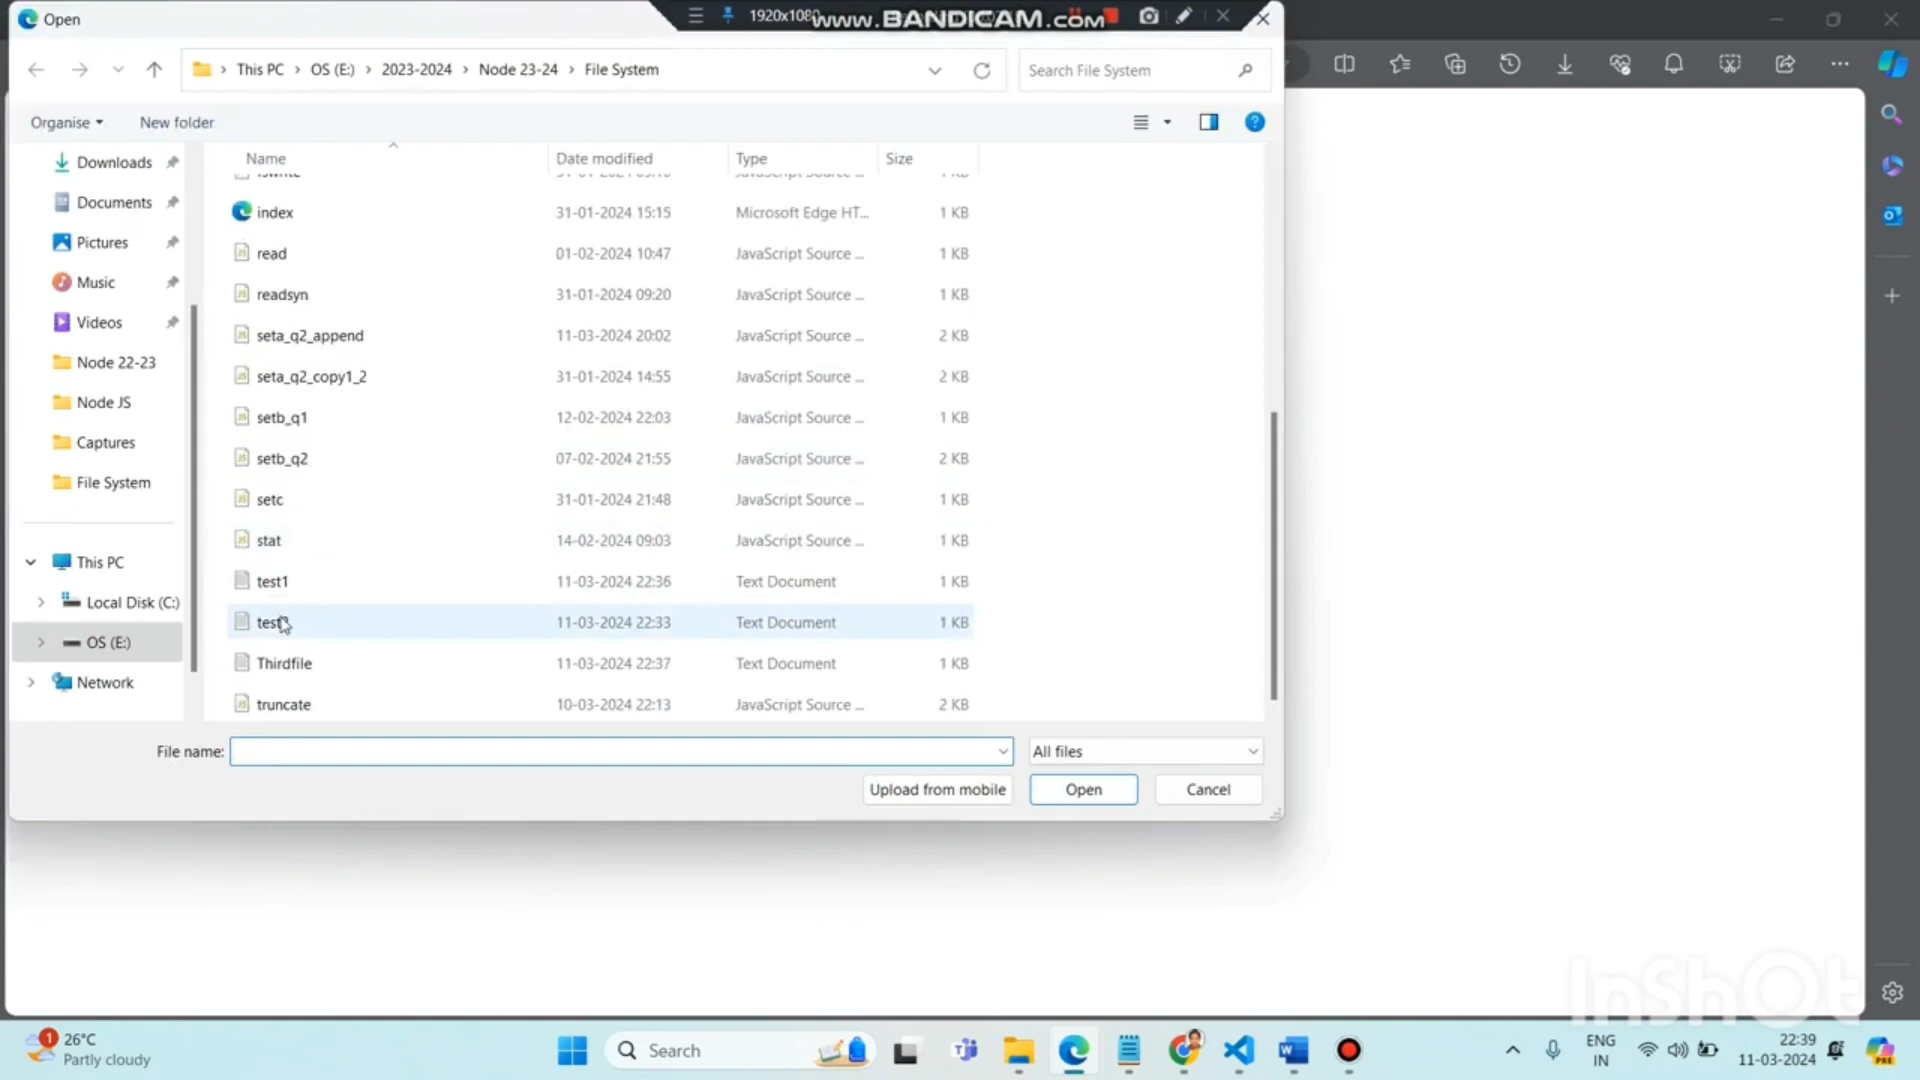 Open
1920x1080
www.BANDICAM.com
This PC > OS (E:) > 2023-2024 > Node 23-24 > File System
Search File System
Organise
New folder
Name
Date modified
Type
Size
index 31-01-2024 15:15 Microsoft Edge HT... 1 KB
read 01-02-2024 10:47 JavaScript Source ... 1 KB
readsyn 31-01-2024 09:20 JavaScript Source ... 1 KB
seta_q2_append 11-03-2024 20:02 JavaScript Source ... 2 KB
seta_q2_copy1_2 31-01-2024 14:55 JavaScript Source ... 2 KB
setb_q1 12-02-2024 22:03 JavaScript Source ... 1 KB
setb_q2 07-02-2024 21:55 JavaScript Source ... 2 KB
setc 31-01-2024 21:48 JavaScript Source ... 1 KB
stat 14-02-2024 09:03 JavaScript Source ... 1 KB
test1 11-03-2024 22:36 Text Document 1 KB
11-03-2024 22:33 Text Document 1 KB
Thirdfile 11-03-2024 22:37 Text Document 1 KB
truncate 10-03-2024 22:13 JavaScript Source ... 2 KB
Downloads
Documents
Pictures
Music
Videos
Node 22-23
Node JS
Captures
File System
This PC
Local Disk (C:)
OS (E:)
Network
File name:
All files
Upload from mobile
Open
Cancel
InShOt
1
26°C
Partly cloudy
Search
ENG
IN
22:39
11-03-2024
PRE